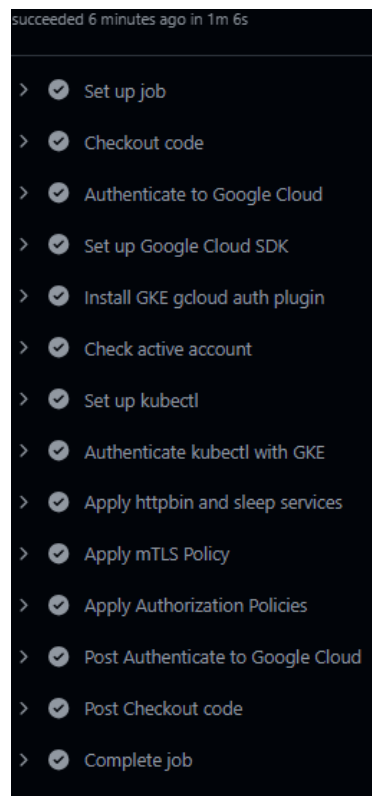 succeeded 6 minutes ago in 1m 6s
Set up job
Checkout code
Authenticate to Google Cloud
Set up Google Cloud SDK
Install GKE gcloud auth plugin
Check active account
Set up kubectl
Authenticate kubectl with GKE
Apply httpbin and sleep services
Apply mTLS Policy
Apply Authorization Policies
Post Authenticate to Google Cloud
Post Checkout code
Complete job